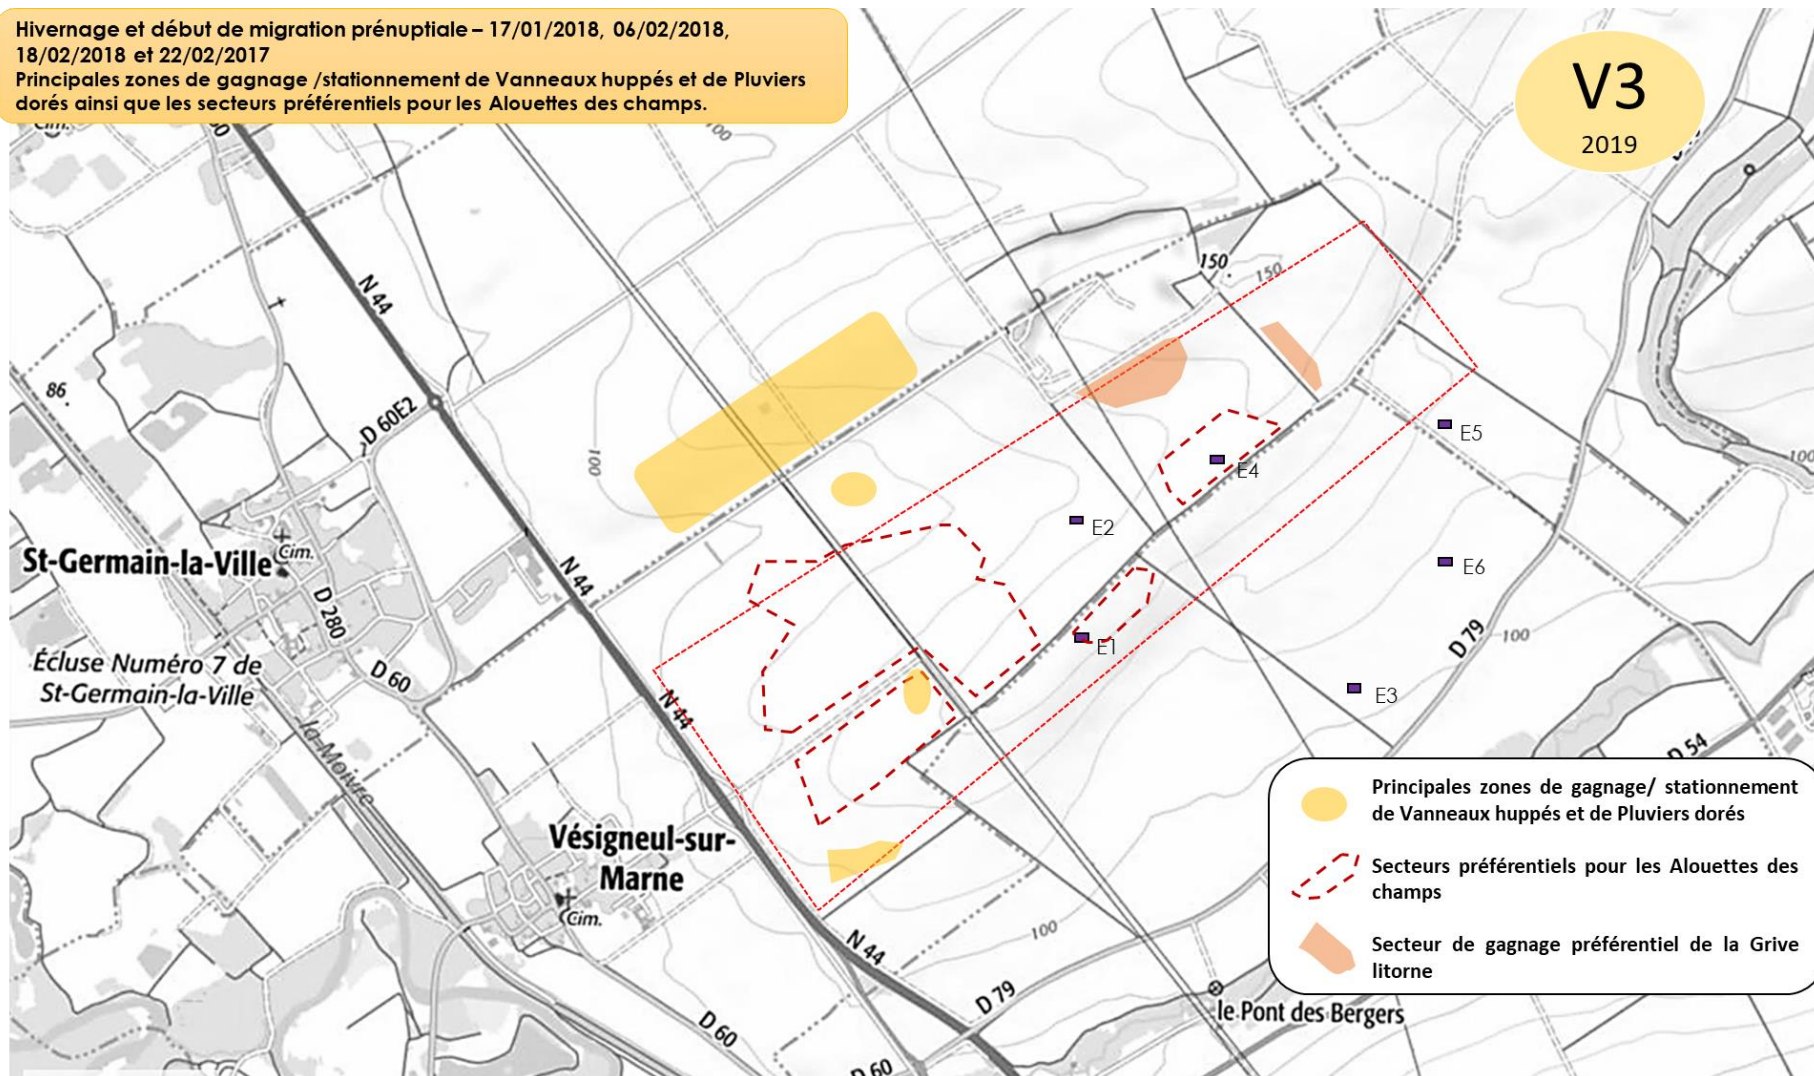 Hivernage et début de migration prénuptiale – 17/01/2018, 06/02/2018,
18/02/2018 et 22/02/2017
Principales zones de gagnage /stationnement de Vanneaux huppés et de Pluviers
dorés ainsi que les secteurs préférentiels pour les Alouettes des champs.
V3
2019
Cim.
100
N 44
150
150
86
D 60E2
100
E5
E4
100
E2
St-Germain-la-Ville
Cim.
N 44
E6
D 280
D 79
100
E1
Écluse Numéro 7 de
St-Germain-la-Ville
D 60
N 44
E3
la Moivre
D 54
Vésigneul-sur-
Marne
Cim.
100
N 44
D 79
le Pont des Bergers
D 60
D 60
Principales zones de gagnage/ stationnement
de Vanneaux huppés et de Pluviers dorés
Secteurs préférentiels pour les Alouettes des
champs
Secteur de gagnage préférentiel de la Grive
litorne